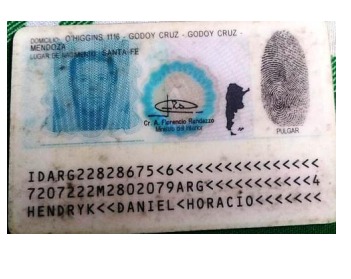 DOMICILIO: O'HIGGINS 1116 - GODOY CRUZ - GODOY CRUZ -
MENDOZA
LUGAR DE NACIMIENTO: SANTA FE
Cr. A. Florencio Randazzo
Ministro del Interior
PULGAR
IDARG22828675<6<<<<<<<<<<<<<<<
7207222M2802079ARG<<<<<<<<<<<4
HENDRYK<<DANIEL<HORACIO<<<<<<<